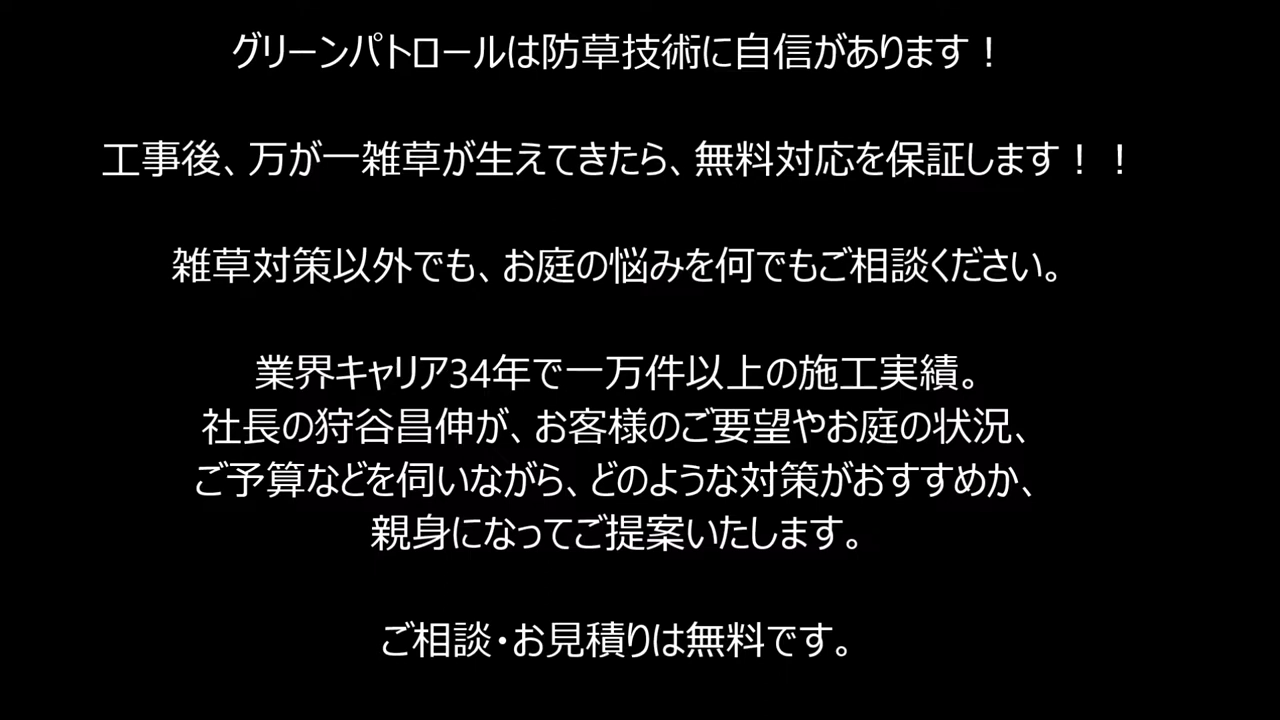 グリーンパトロールは防草技術に自信があります！
工事後、万が一雑草が生えてきたら、無料対応を保証します！！
雑草対策以外でも、お庭の悩みを何でもご相談ください。
業界キャリア34年で一万件以上の施工実績。
社長の狩谷昌伸が、お客様のご要望やお庭の状況、
ご予算などを伺いながら、どのような対策がおすすめか、
親身になってご提案いたします。
ご相談・お見積りは無料です。